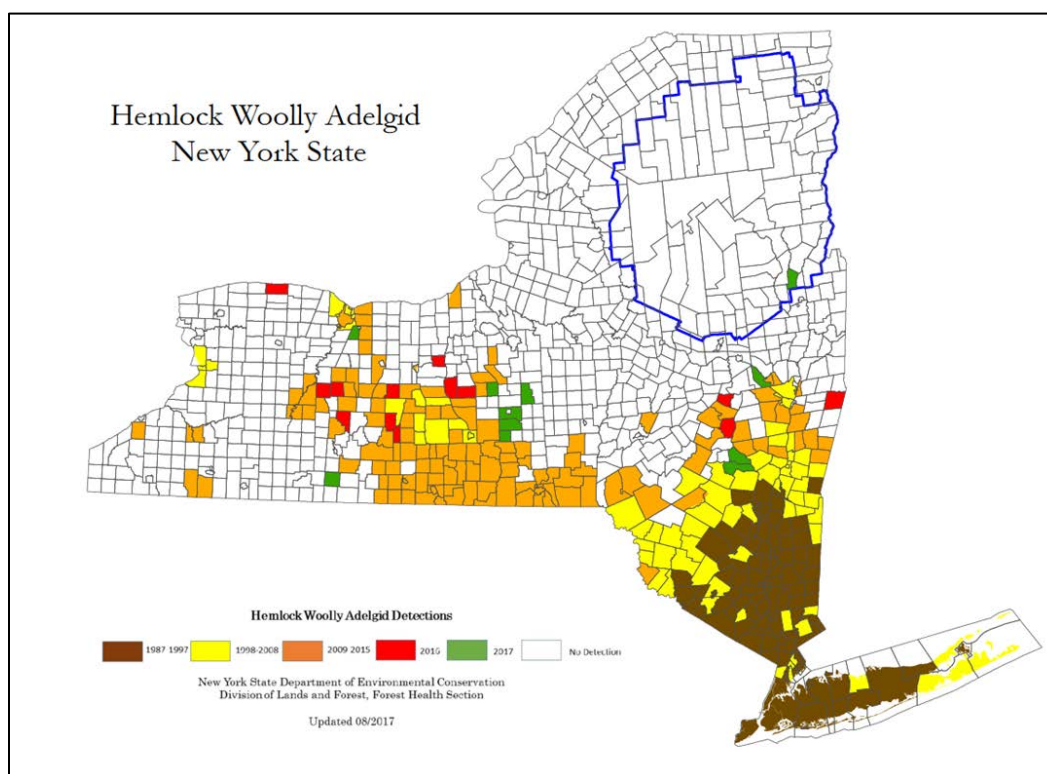 Hemlock Woolly Adelgid
New York State
Hemlock Woolly Adelgid Detections
1987 1997
1998-2008
2009 2015
2016
2017
No Detection
New York State Department of Environmental Conservation
Division of Lands and Forest, Forest Health Section
Updated 08/2017